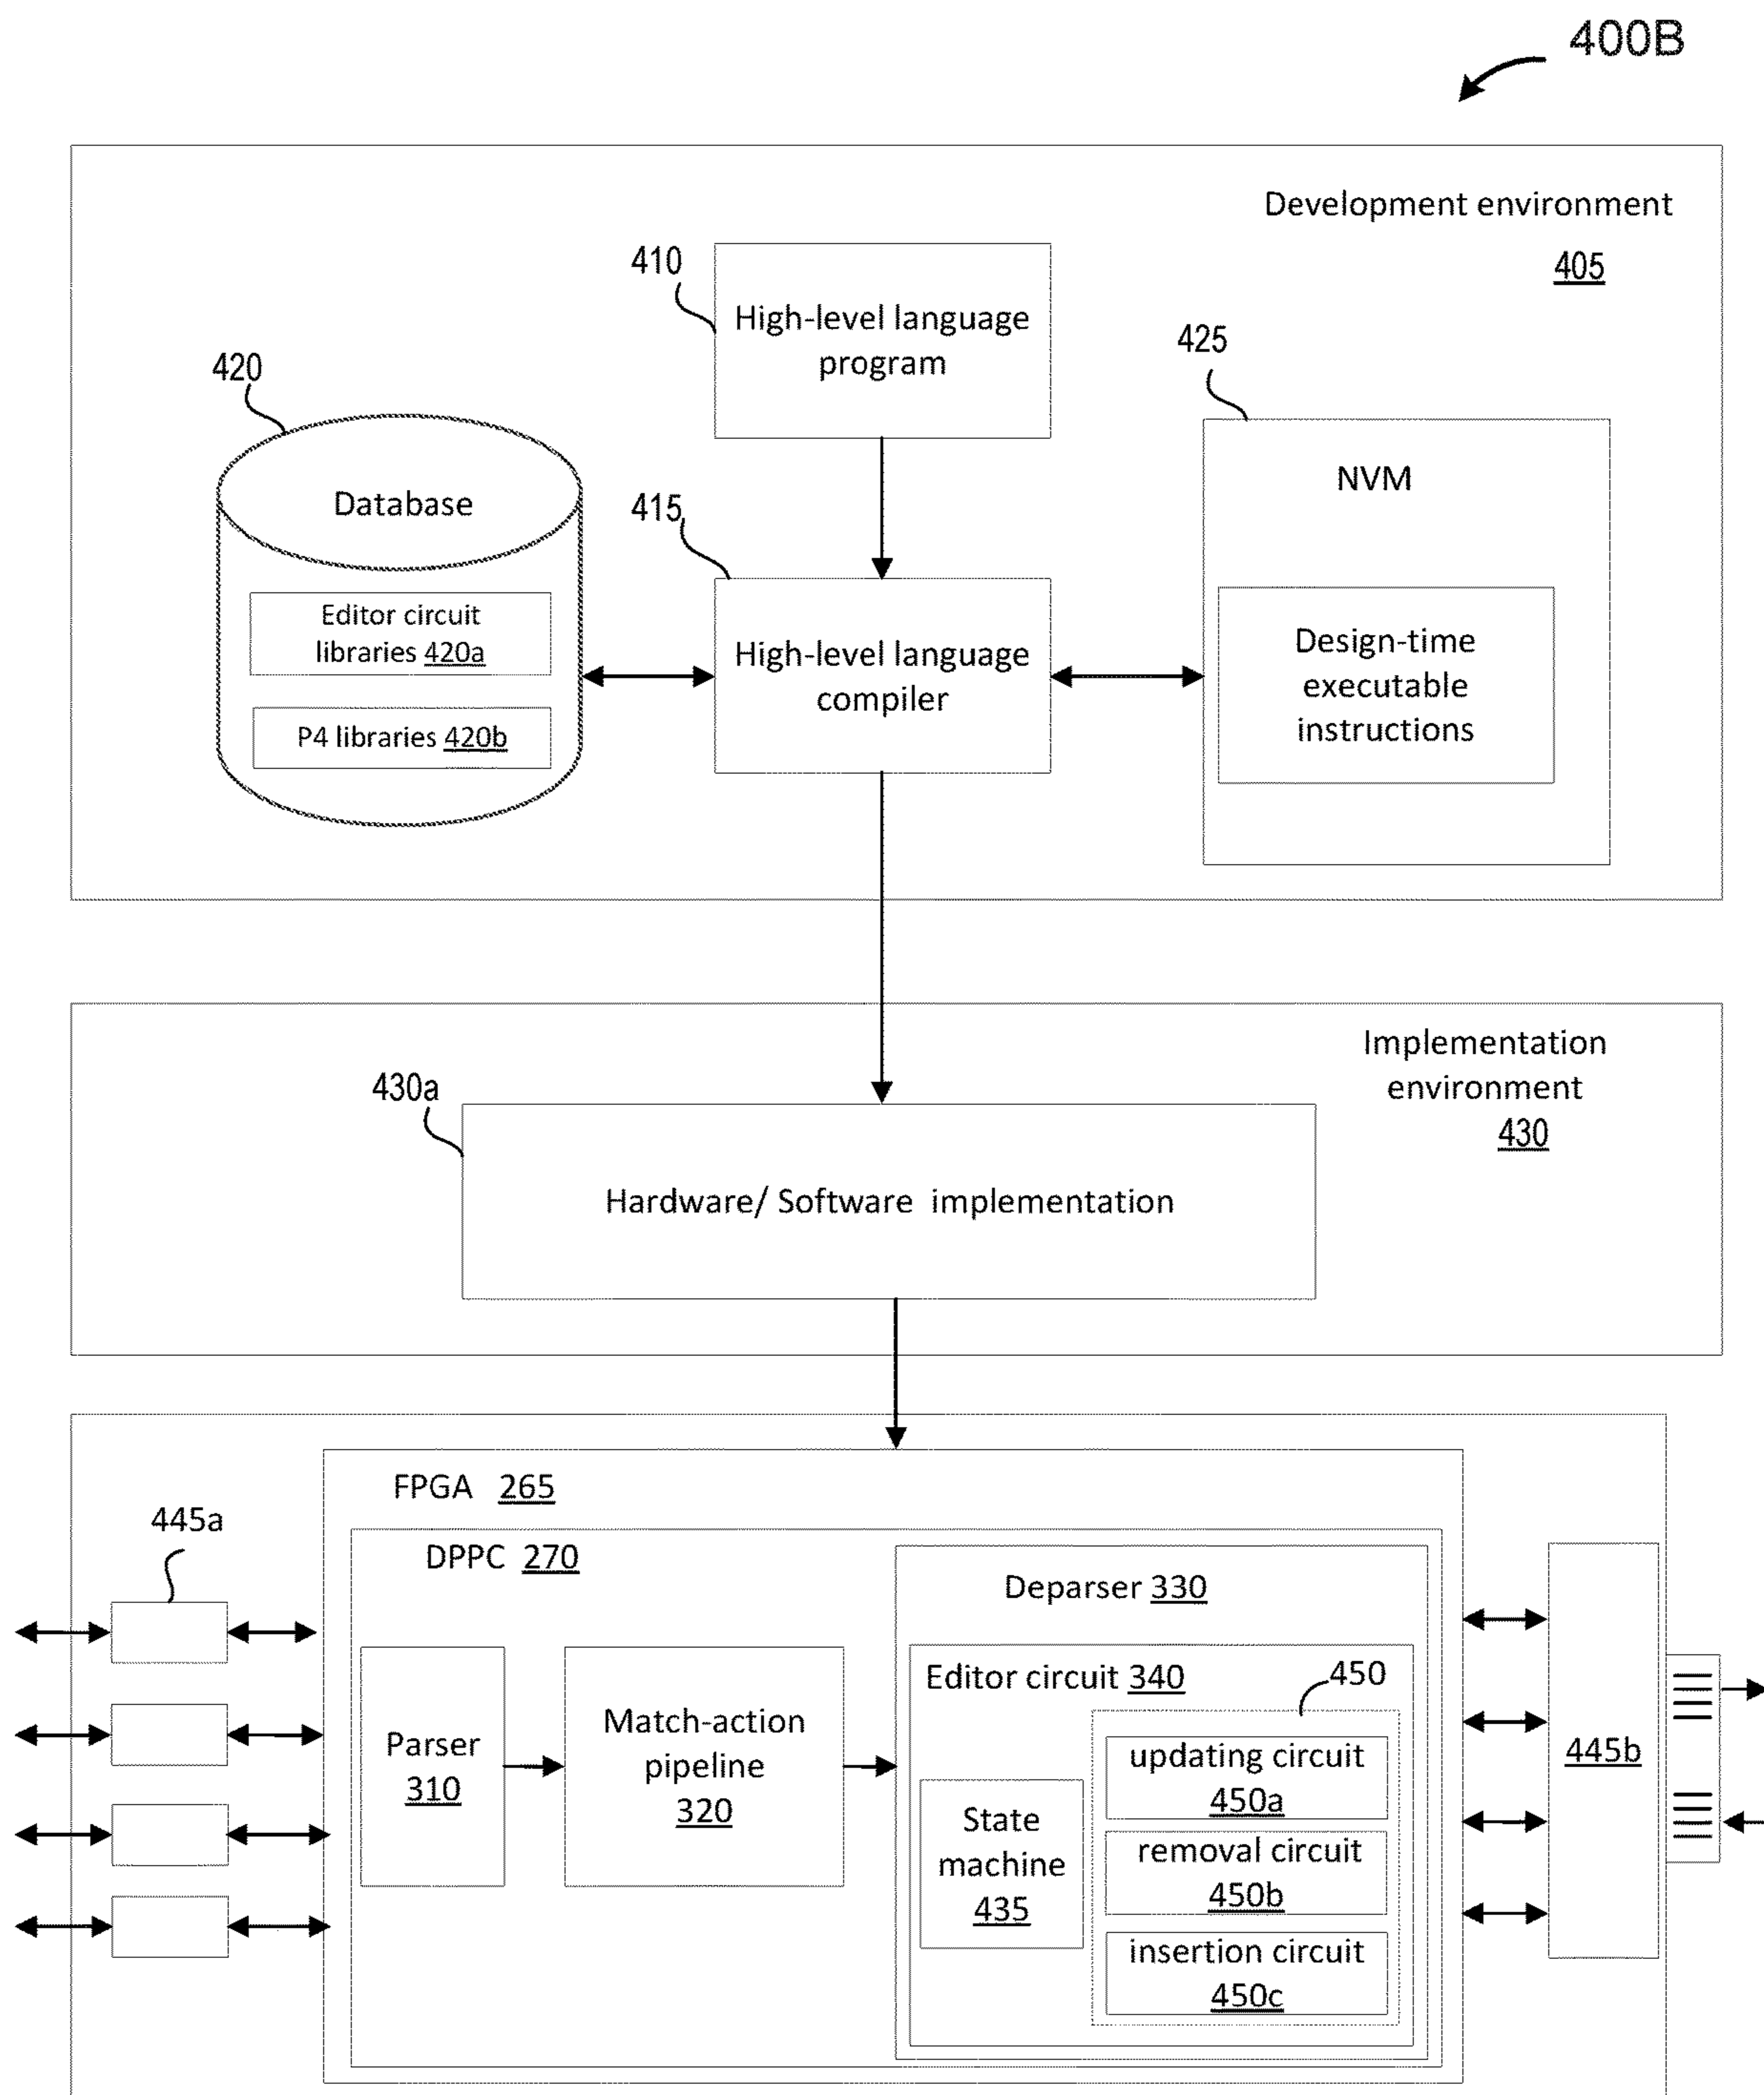 400B
Development environment
405
410
High-level language
program
420
Database
Editor circuit
libraries 420a
P4 libraries 420b
415
High-level language
compiler
425
NVM
Design-time
executable
instructions
Implementation
environment
430
430a
Hardware/ Software implementation
FPGA 265
445a
DPPC 270
Deparser 330
Parser
310
Match-action
pipeline
320
Editor circuit 340
450
State
machine
435
updating circuit
450a
removal circuit
450b
insertion circuit
450c
445b